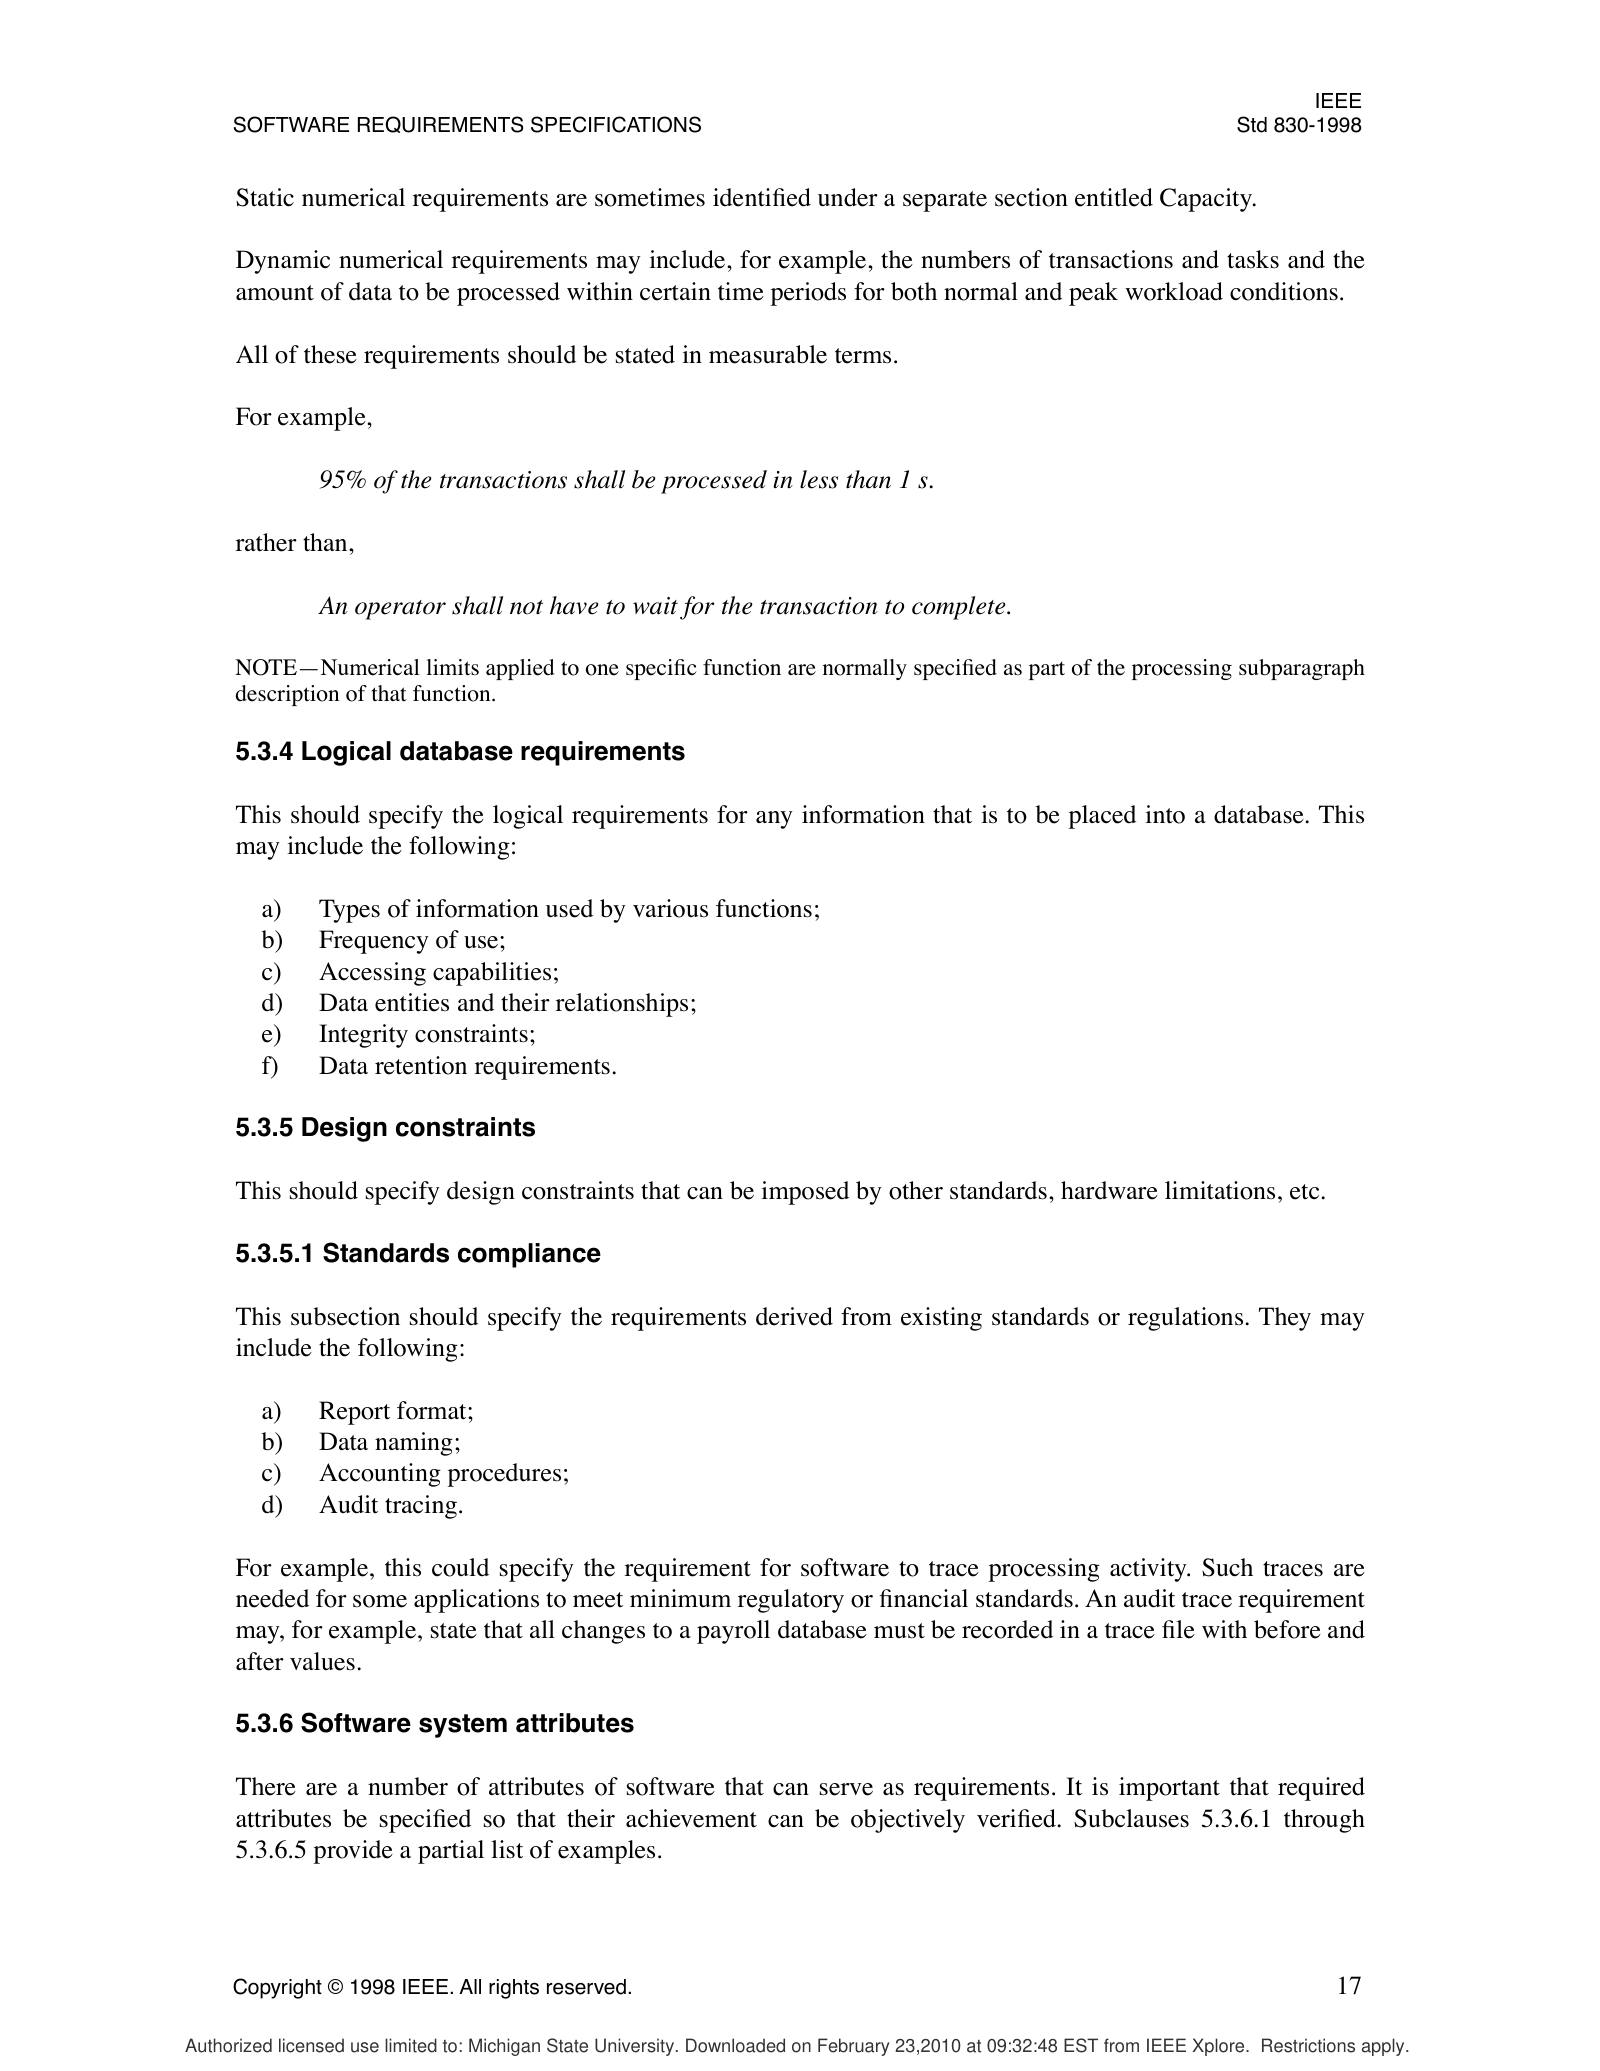 IEEE
SOFTWARE REQUIREMENTS SPECIFICATIONS
Std 830-1998
Static numerical requirements are sometimes identified under a separate section entitled Capacity.
Dynamic numerical requirements may include, for example, the numbers of transactions and tasks and the
amount of data to be processed within certain time periods for both normal and peak workload conditions.
All of these requirements should be stated in measurable terms.
For example,
95% of the transactions shall be processed in less than 1 s.
rather than,
An operator shall not have to wait for the transaction to complete.
NOTE—Numerical limits applied to one specific function are normally specified as part of the processing subparagraph
description of that function.
5.3.4 Logical database requirements
This should specify the logical requirements for any information that is to be placed into a database. This
may include the following:
a) Types of information used by various functions;
b) Frequency of use;
c) Accessing capabilities;
d) Data entities and their relationships;
e) Integrity constraints;
f) Data retention requirements.
5.3.5 Design constraints
This should specify design constraints that can be imposed by other standards, hardware limitations, etc.
5.3.5.1 Standards compliance
This subsection should specify the requirements derived from existing standards or regulations. They may
include the following:
a) Report format;
b) Data naming;
c) Accounting procedures;
d) Audit tracing.
For example, this could specify the requirement for software to trace processing activity. Such traces are
needed for some applications to meet minimum regulatory or financial standards. An audit trace requirement
may, for example, state that all changes to a payroll database must be recorded in a trace file with before and
after values.
5.3.6 Software system attributes
There are a number of attributes of software that can serve as requirements. It is important that required
attributes be specified so that their achievement can be objectively verified. Subclauses 5.3.6.1 through
5.3.6.5 provide a partial list of examples.
Copyright © 1998 IEEE. All rights reserved.
17
Authorized licensed use limited to: Michigan State University. Downloaded on February 23,2010 at 09:32:48 EST from IEEE Xplore. Restrictions apply.